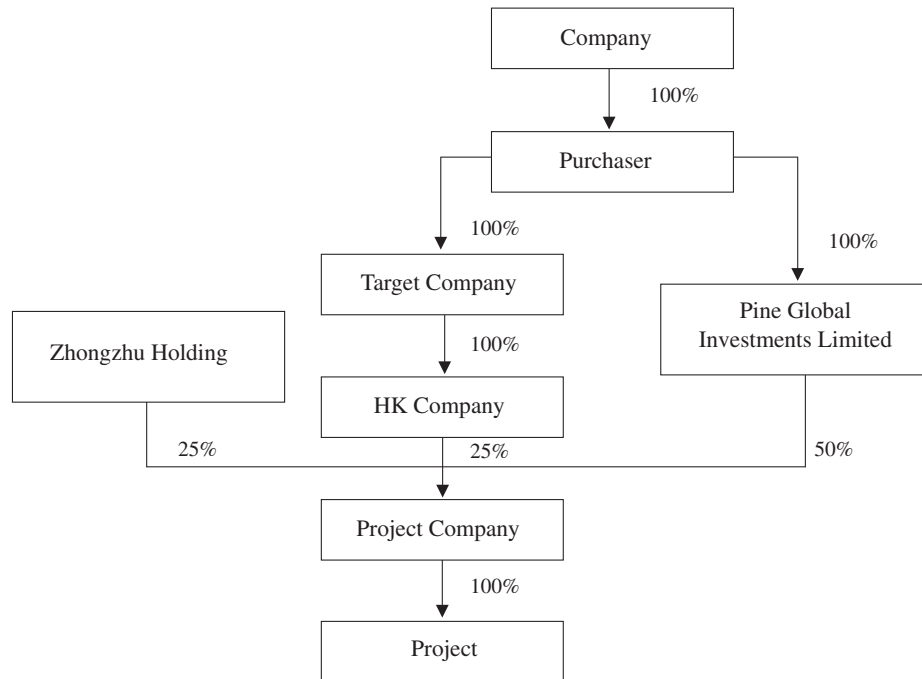 Company
100%
Purchaser
100%
100%
Target Company
Pine Global
Investments Limited
Zhongzhu Holding
100%
HK Company
25%
25%
50%
Project Company
100%
Project